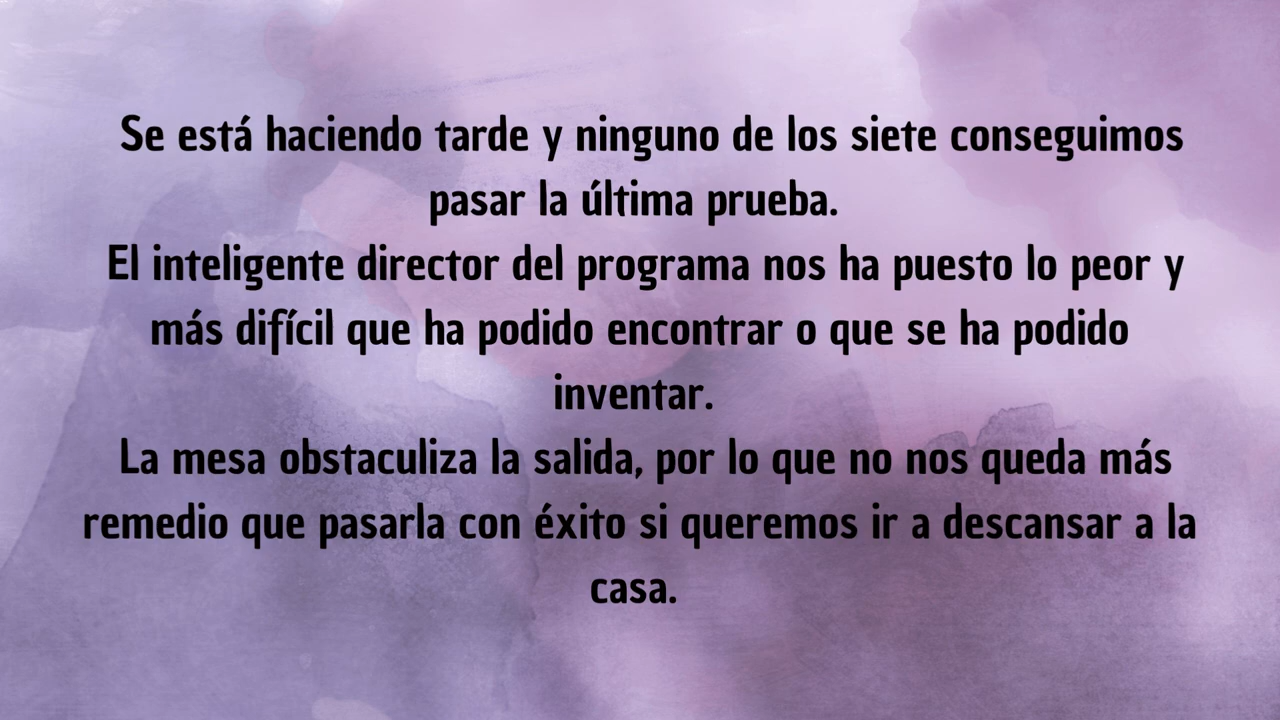 Se está haciendo tarde y ninguno de los siete conseguimos
pasar la última prueba.
El inteligente director del programa nos ha puesto lo peor y
más difícil que ha podido encontrar o que se ha podido
inventar.
La mesa obstaculiza la salida, por lo que no nos queda más
remedio que pasarla con éxito si queremos ir a descansar a la
casa.